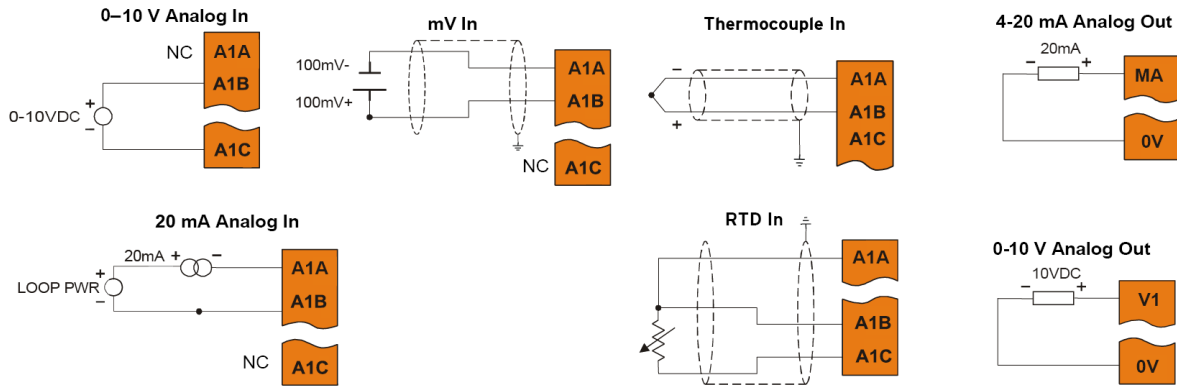 0–10 V Analog In
NC
A1A
A1B
0-10VDC
+
−
A1C
mV In
100mV-
100mV+
A1A
A1B
NC
A1C
Thermocouple In
−
+
A1A
A1B
A1C
4-20 mA Analog Out
20mA
− +
MA
0V
20 mA Analog In
20mA + −
+
LOOP PWR
−
A1A
A1B
NC
A1C
RTD In
A1A
A1B
A1C
0-10 V Analog Out
10VDC
− +
V1
0V